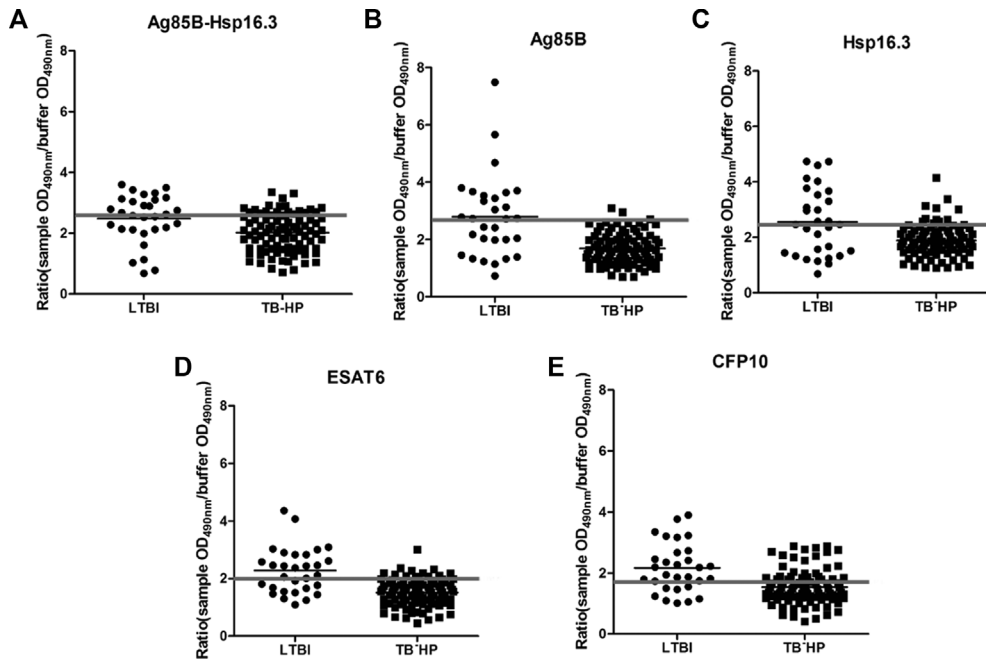 A
Ag85B-Hsp16.3
Ratio(sample OD490nm/buffer OD490nm)
8
6
4
2
0
LTBI
TB-HP
B
Ag85B
Ratio(sample OD490nm/buffer OD490nm)
8
6
4
2
0
LTBI
TB-HP
C
Hsp16.3
Ratio(sample OD490nm/buffer OD490nm)
8
6
4
2
0
LTBI
TB-HP
D
ESAT6
Ratio(sample OD490nm/buffer OD490nm)
8
6
4
2
0
LTBI
TB-HP
E
CFP10
Ratio(sample OD490nm/buffer OD490nm)
8
6
4
2
0
LTBI
TB-HP